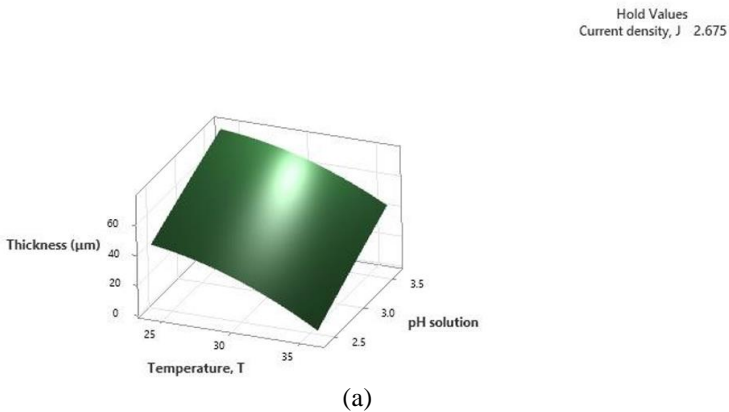 Hold Values
Current density, J 2.675
Thickness (µm)
60
40
20
0
25
30
35
Temperature, T
2.5
3.0
3.5
pH solution
(a)